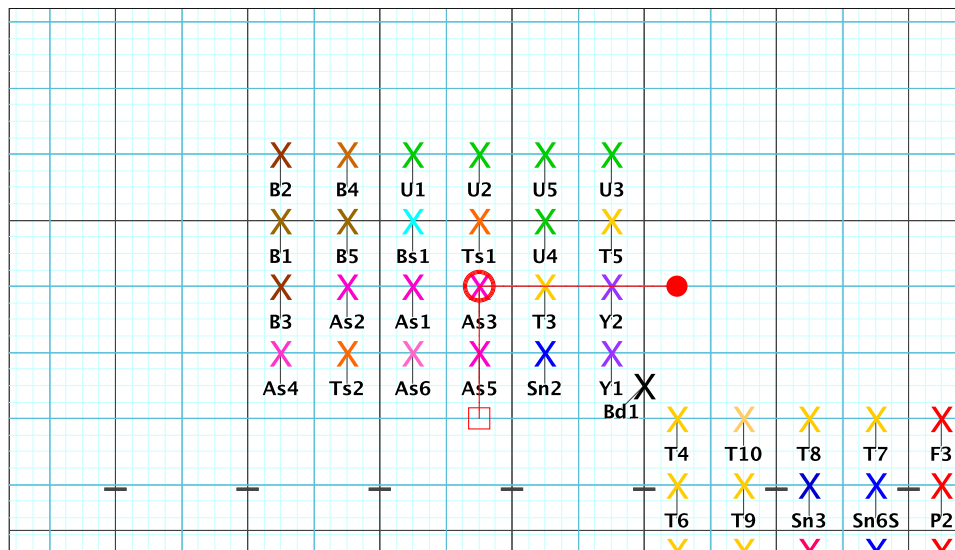 B2 B4 U1 U2 U5 U3
B1 B5 Bs1 Ts1 U4 T5
B3 As2 As1 As3 T3 Y2
As4 Ts2 As6 As5 Sn2 Y1
Bd1
T4 T10 T8 T7 F3
T6 T9 Sn3 Sn6S P2